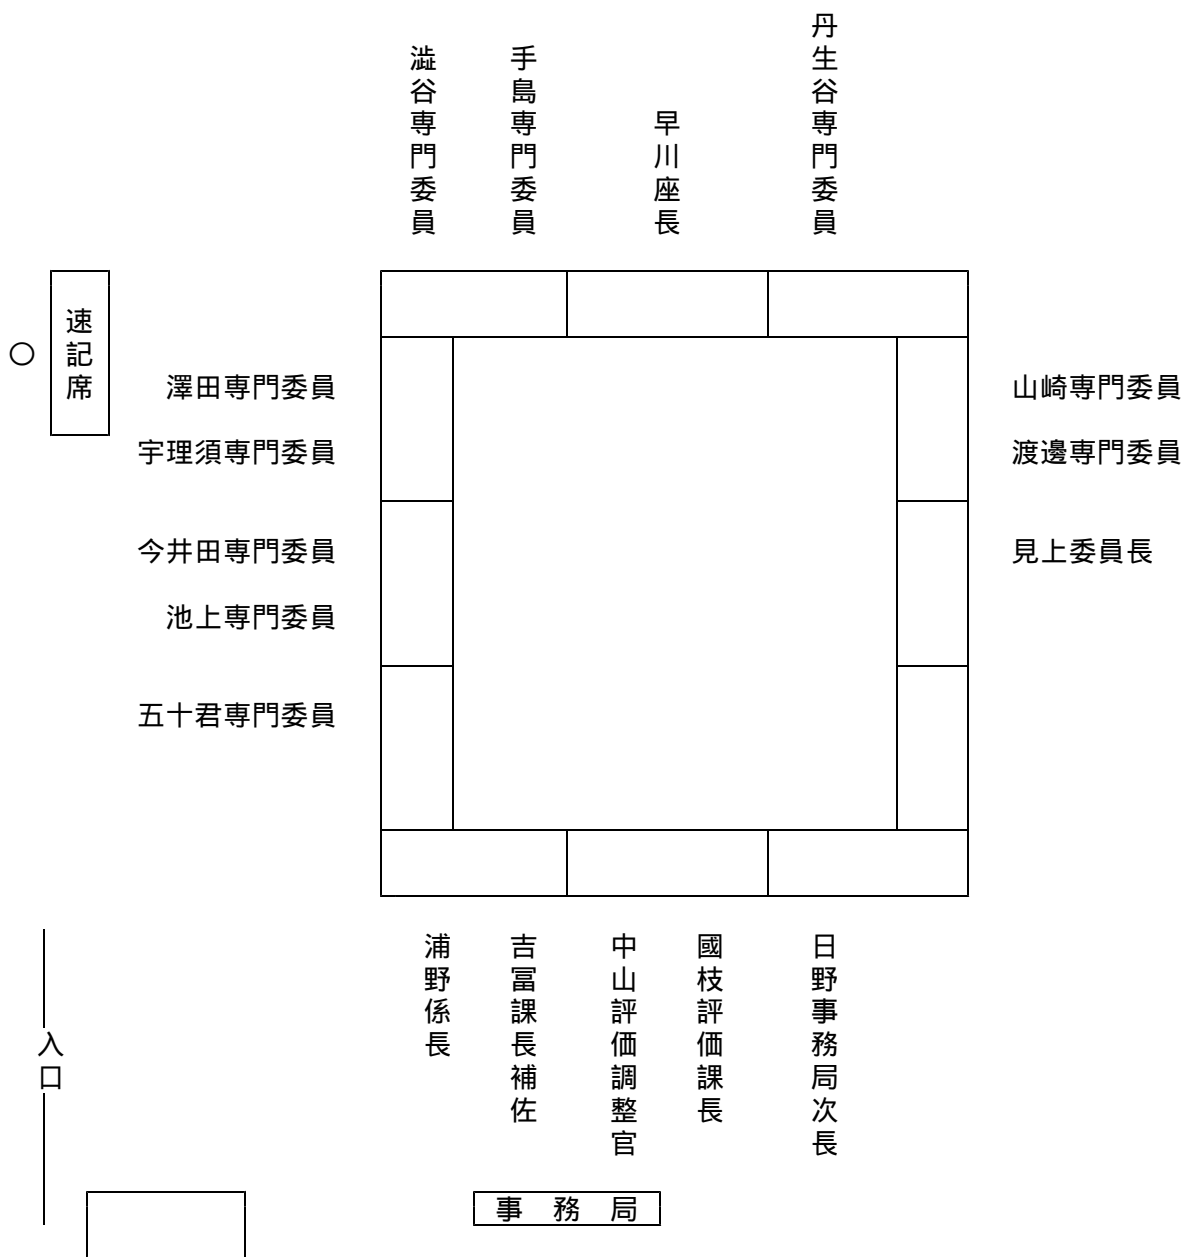 澁谷専門委員
手島専門委員
早川座長
丹生谷専門委員
速記席
○
澤田専門委員
宇理須専門委員
今井田専門委員
池上専門委員
五十君専門委員
山崎専門委員
渡邊専門委員
見上委員長
浦野係長
吉冨課長補佐
中山評価調整官
國枝評価課長
日野事務局次長
入口
事務局